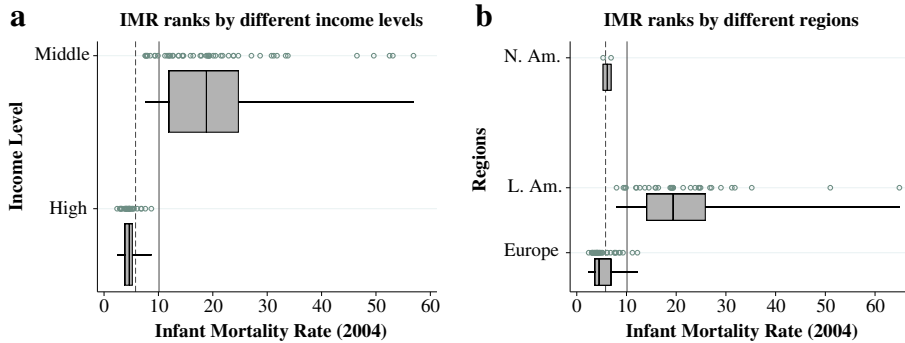 a
IMR ranks by different income levels
Income Level
Middle
High
0 10 20 30 40 50 60
Infant Mortality Rate (2004)
b
IMR ranks by different regions
Regions
N. Am.
L. Am.
Europe
0 10 20 30 40 50 60
Infant Mortality Rate (2004)